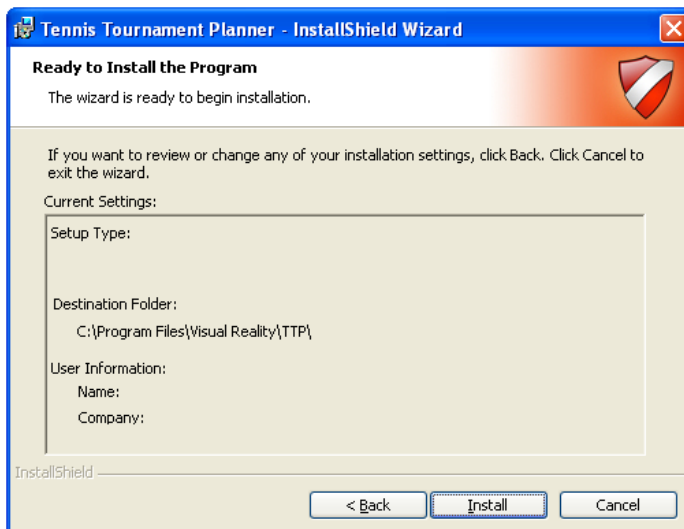 Tennis Tournament Planner - InstallShield Wizard
Ready to Install the Program
The wizard is ready to begin installation.
If you want to review or change any of your installation settings, click Back. Click Cancel to
exit the wizard.
Current Settings:
Setup Type:
Destination Folder:
C:\Program Files\Visual Reality\TTP\
User Information:
Name:
Company:
InstallShield
< Back
Install
Cancel